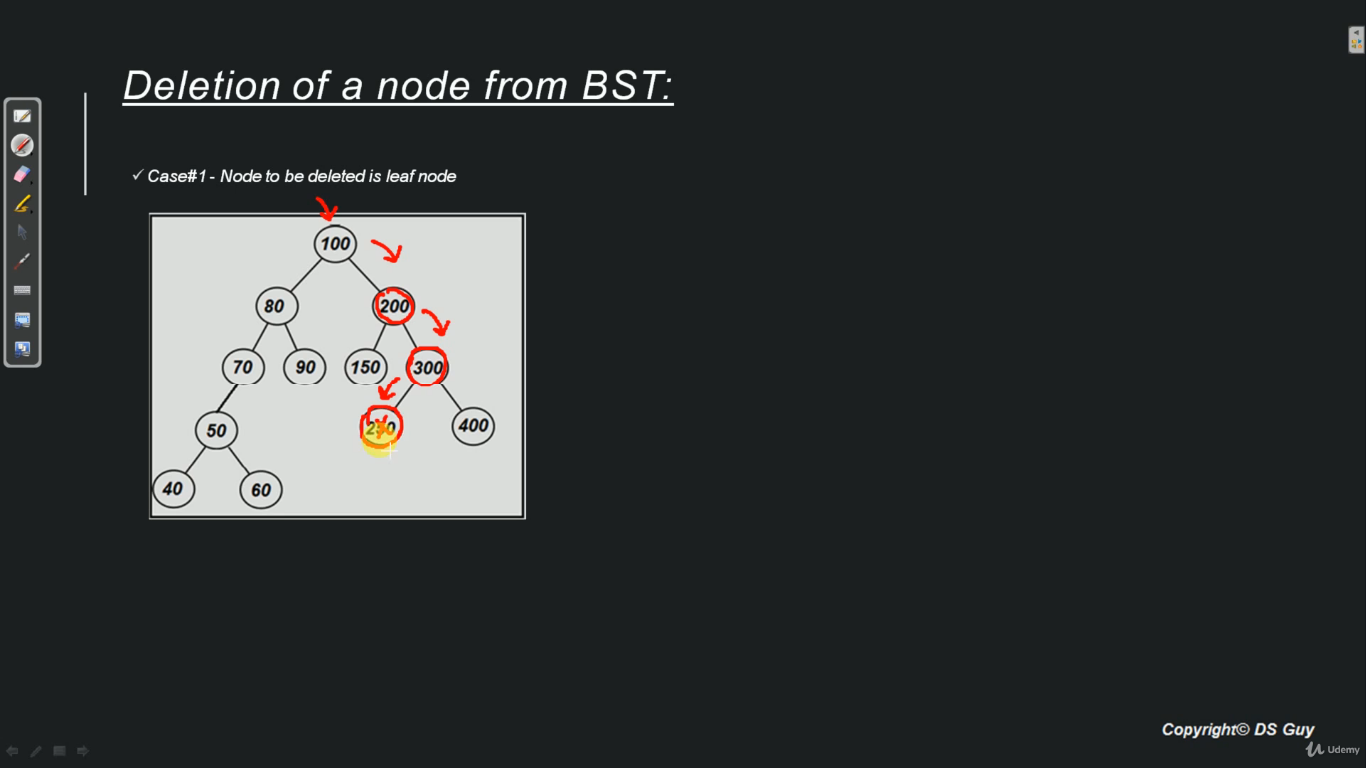 Deletion of a node from BST:
✓ Case#1 - Node to be deleted is leaf node
100
80 200
70 90 150 300
50 400
40 60
Copyright© DS Guy
Udemy